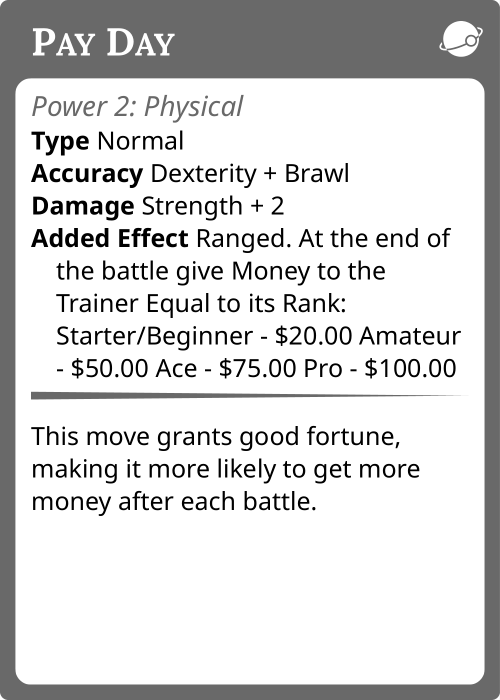 Pay Day
Power 2: Physical
Type Normal
Accuracy Dexterity + Brawl
Damage Strength + 2
Added Effect Ranged. At the end of
the battle give Money to the
Trainer Equal to its Rank:
Starter/Beginner - $20.00 Amateur
- $50.00 Ace - $75.00 Pro - $100.00
This move grants good fortune,
making it more likely to get more
money after each battle.